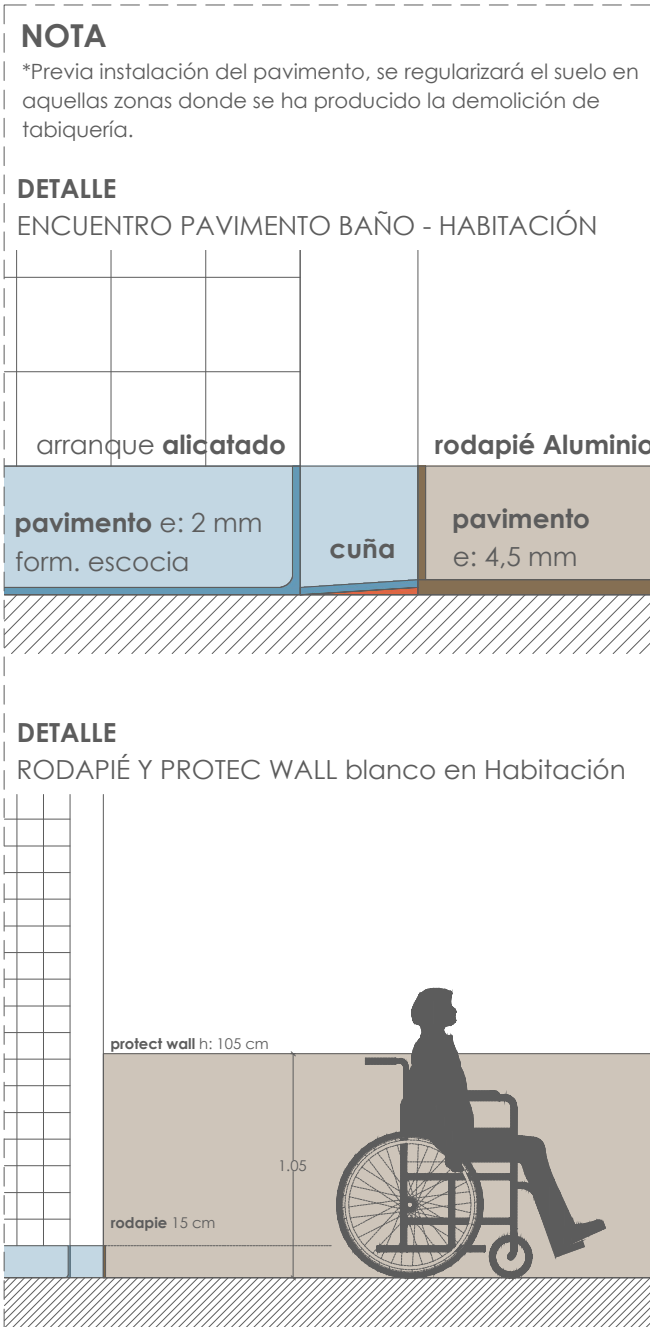 NOTA
*Previa instalación del pavimento, se regularizará el suelo en
aquellas zonas donde se ha producido la demolición de
tabiquería.
DETALLE
ENCUENTRO PAVIMENTO BAÑO - HABITACIÓN
arranque alicatado
rodapié Aluminio
pavimento e: 2 mm
form. escocia
cuña
pavimento
e: 4,5 mm
DETALLE
RODAPIÉ Y PROTEC WALL blanco en Habitación
protect wall h: 105 cm
1.05
rodapie 15 cm